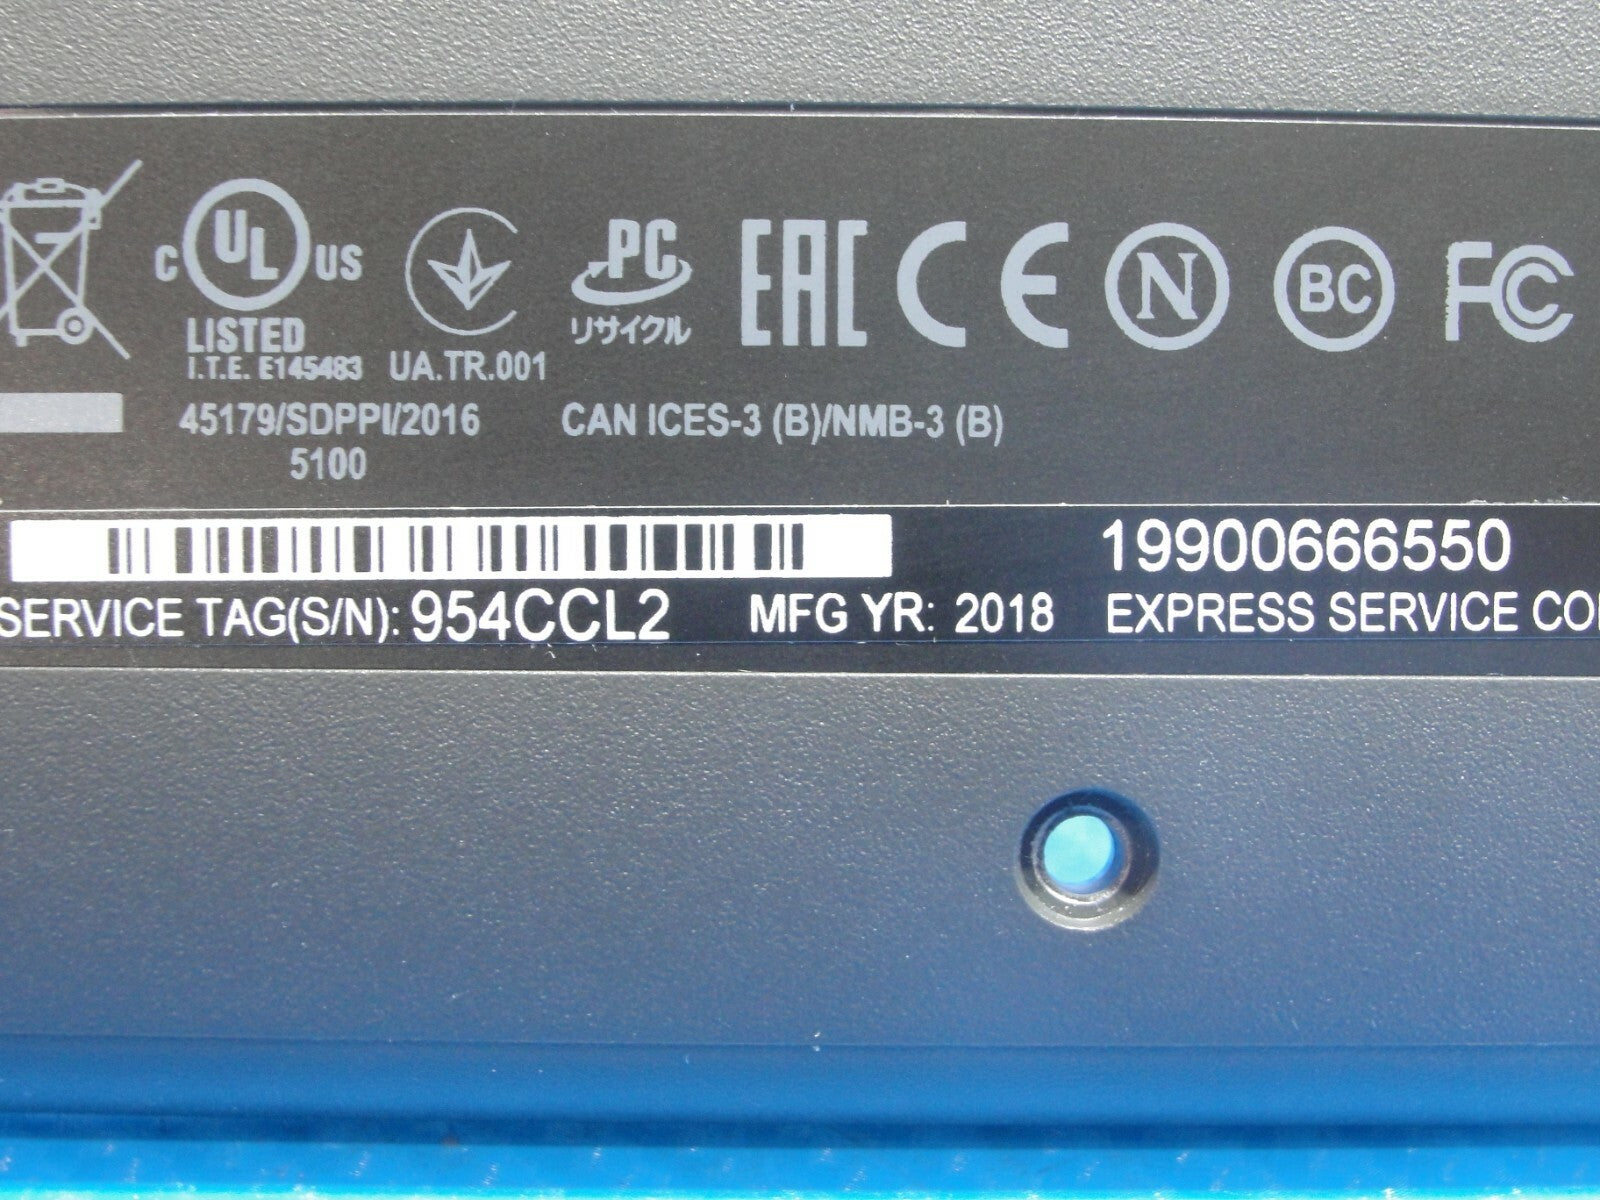 c UL US
LISTED
I.T.E. E145483
UA.TR.001
PC
リサイクル
EAC CE N BC FC
45179/SDPPI/2016
5100
CAN ICES-3 (B)/NMB-3 (B)
19900666550
SERVICE TAG(S/N): 954CCL2 MFG YR: 2018 EXPRESS SERVICE